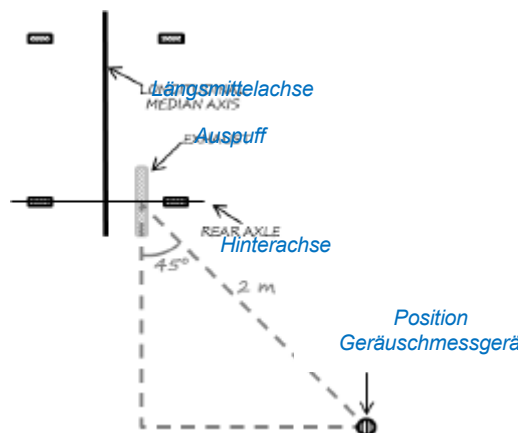 Längsmittelachse
MEDIAN AXIS
Auspuff
REAR AXLE
Hinterachse
45°
2 m
Position
Geräuschmessgerä